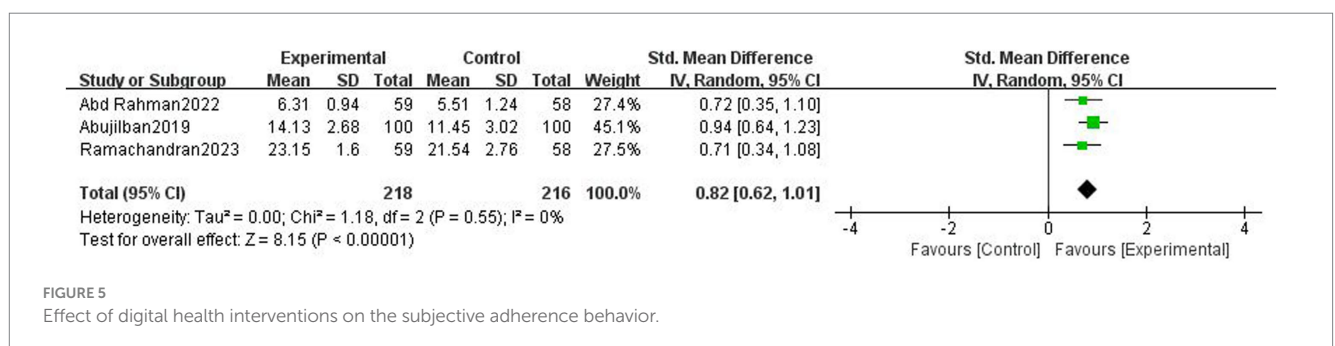 Experimental Control Std. Mean Difference Std. Mean Difference
Study or Subgroup Mean SD Total Mean SD Total Weight IV, Random, 95% CI IV, Random, 95% CI
Abd Rahman2022 6.31 0.94 59 5.51 1.24 58 27.4% 0.72 [0.35, 1.10]
Abujilban2019 14.13 2.68 100 11.45 3.02 100 45.1% 0.94 [0.64, 1.23]
Ramachandran2023 23.15 1.6 59 21.54 2.76 58 27.5% 0.71 [0.34, 1.08]
Total (95% CI) 218 216 100.0% 0.82 [0.62, 1.01]
Heterogeneity: Tau² = 0.00; Chi² = 1.18, df = 2 (P = 0.55); I² = 0%
Test for overall effect: Z = 8.15 (P < 0.00001)
-4 -2 0 2 4
Favours [Control] Favours [Experimental]
FIGURE 5
Effect of digital health interventions on the subjective adherence behavior.